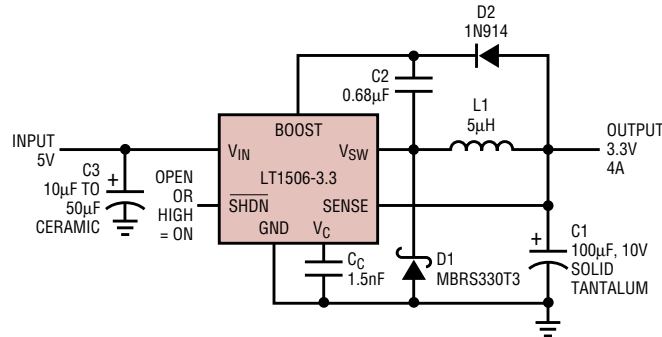 D2
1N914
C2
0.68µF
L1
5µH
INPUT
5V
BOOST
VIN
VSW
OUTPUT
3.3V
4A
C3
10µF TO
50µF
CERAMIC
+
OPEN
OR
HIGH
= ON
LT1506-3.3
SHDN
SENSE
GND
VC
CC
1.5nF
D1
MBRS330T3
+
C1
100µF, 10V
SOLID
TANTALUM